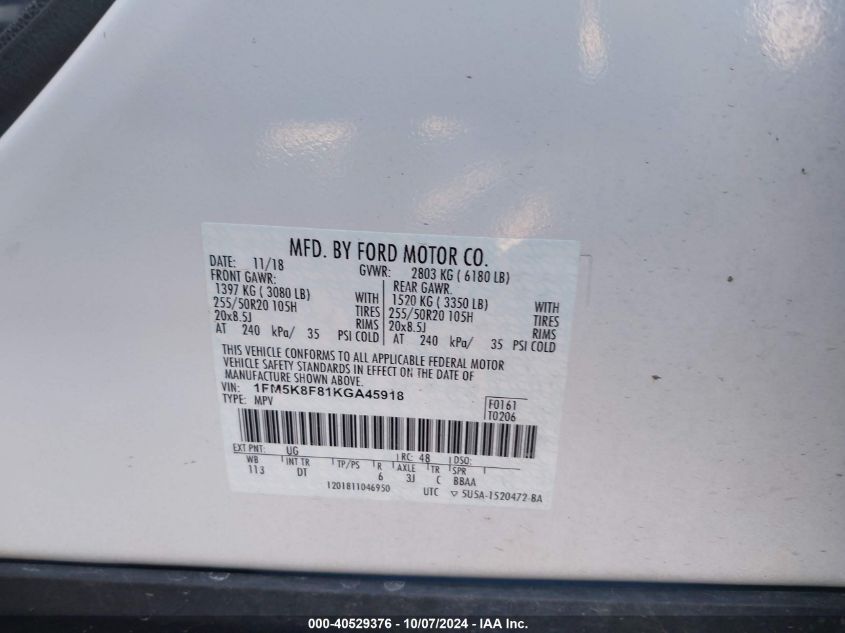 MFD. BY FORD MOTOR CO.
DATE: 11/18 GVWR: 2803 KG ( 6180 LB)
FRONT GAWR: REAR GAWR:
1397 KG ( 3080 LB) WITH 1520 KG ( 3350 LB) WITH
255/50R20 105H TIRES 255/50R20 105H TIRES
20x8.5J RIMS 20x8.5J RIMS
AT 240 kPa/ 35 PSI COLD AT 240 kPa/ 35 PSI COLD
THIS VEHICLE CONFORMS TO ALL APPLICABLE FEDERAL MOTOR
VEHICLE SAFETY STANDARDS IN EFFECT ON THE DATE OF
MANUFACTURE SHOWN ABOVE.
VIN: 1FM5K8F81KGA45918
TYPE: MPV
F0161
T0206
EXT PNT: UG RC: 48 DSO:
WB INT TR TP/PS R AXLE TR SPR
113 DT 6 3J C BBAA
1201811046950 UTC ▽ 5U5A-1520472-BA
000-40529376 - 10/07/2024 - IAA Inc.